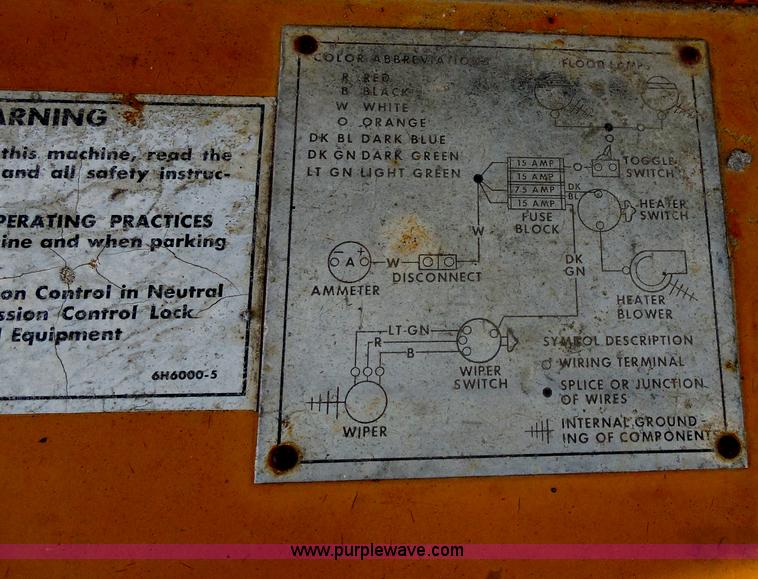 ARNING
this machine, read the
and all safety instruc-
PERATING PRACTICES
ine and when parking
on Control in Neutral
ssion Control Lock
d Equipment
6H6000-5
COLOR ABBREVIATIONS
R RED
B BLACK
W WHITE
O ORANGE
DK BL DARK BLUE
DK GN DARK GREEN
LT GN LIGHT GREEN
FLOOD LAMPS
TOGGLE
SWITCH
15 AMP
15 AMP
7.5 AMP
15 AMP
FUSE
BLOCK
DK
BL
HEATER
SWITCH
W
DK
GN
A
+
W
DISCONNECT
AMMETER
HEATER
BLOWER
LT GN
R
B
WIPER
SWITCH
WIPER
SYMBOL DESCRIPTION
WIRING TERMINAL
SPLICE OR JUNCTION
OF WIRES
INTERNAL GROUND
ING OF COMPONENT
www.purplewave.com